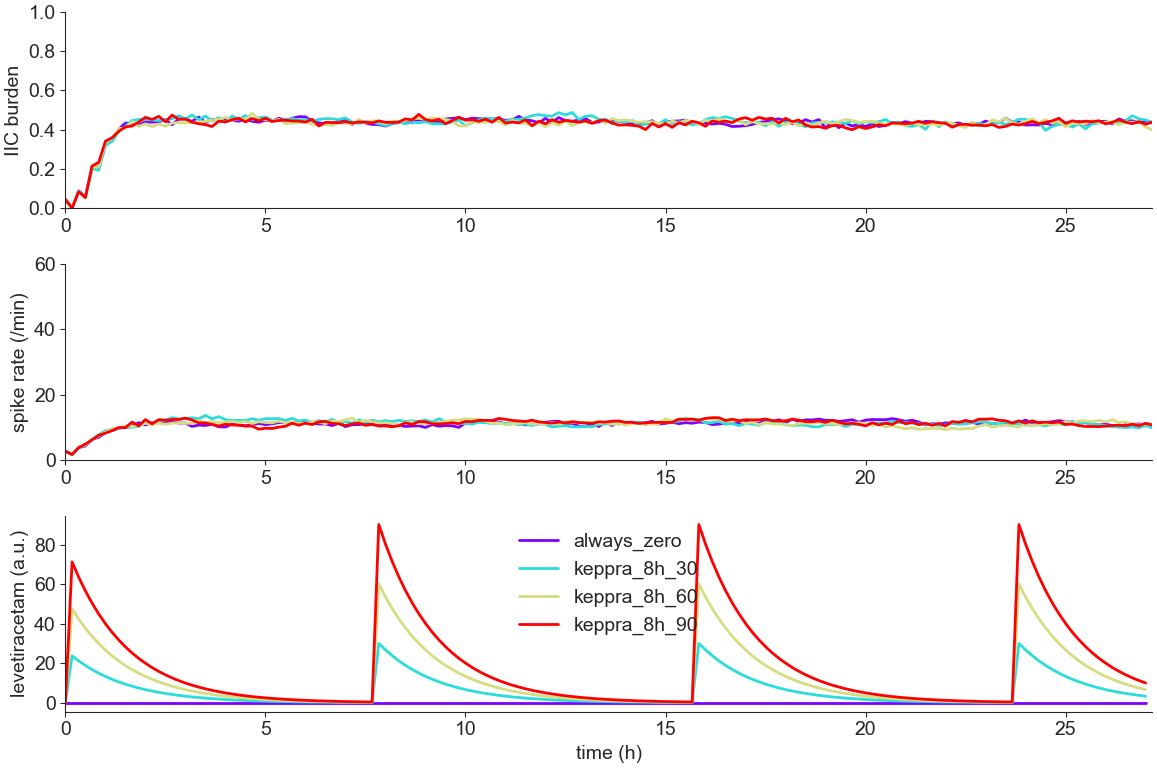 1.0
0.8
0.6
0.4
0.2
0.0
IIC burden
0 5 10 15 20 25
60
40
20
0
spike rate (/min)
0 5 10 15 20 25
80
60
40
20
0
levetiracetam (a.u.)
always_zero
keppra_8h_30
keppra_8h_60
keppra_8h_90
0 5 10 15 20 25
time (h)